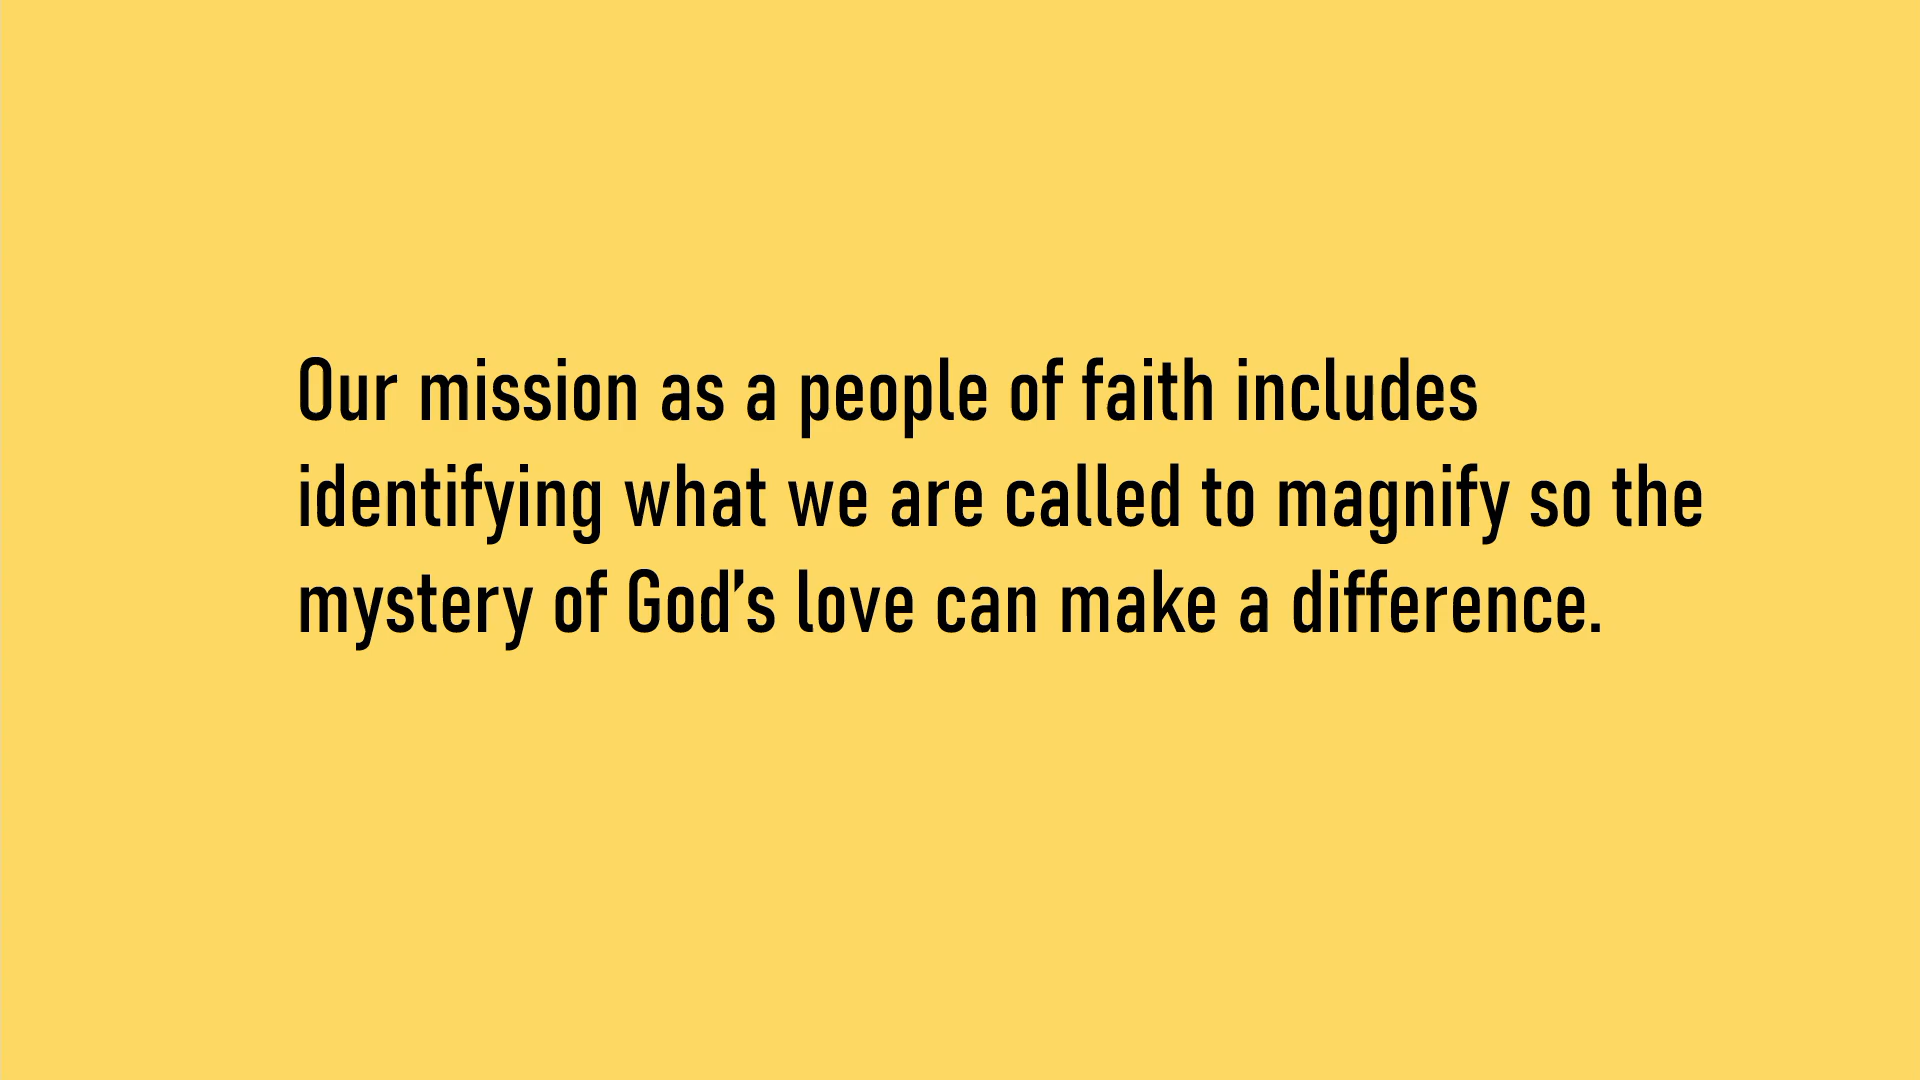 Our mission as a people of faith includes
identifying what we are called to magnify so the
mystery of God’s love can make a difference.